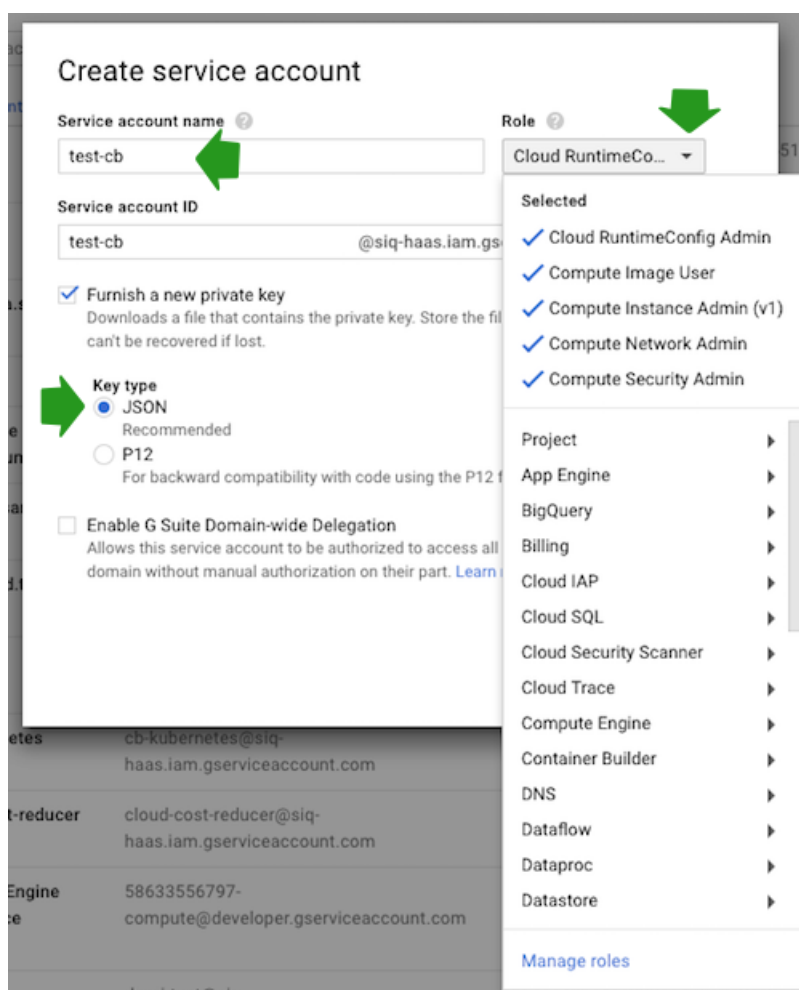 Create service account
Service account name
Role
test-cb
Cloud RuntimeCo...
51
Service account ID
test-cb @siq-haas.iam.gs
Selected
Cloud RuntimeConfig Admin
Compute Image User
Compute Instance Admin (v1)
Compute Network Admin
Compute Security Admin
Furnish a new private key
Downloads a file that contains the private key. Store the fil
can't be recovered if lost.
Key type
JSON
Recommended
P12
For backward compatibility with code using the P12 f
Enable G Suite Domain-wide Delegation
Allows this service account to be authorized to access all
domain without manual authorization on their part. Learn
Project
App Engine
BigQuery
Billing
Cloud IAP
Cloud SQL
Cloud Security Scanner
Cloud Trace
Compute Engine
Container Builder
DNS
Dataflow
Dataproc
Datastore
Manage roles
etes cb-kubernetes@siq-
haas.iam.gserviceaccount.com
t-reducer cloud-cost-reducer@siq-
haas.iam.gserviceaccount.com
Engine 58633556797-
ce compute@developer.gserviceaccount.com